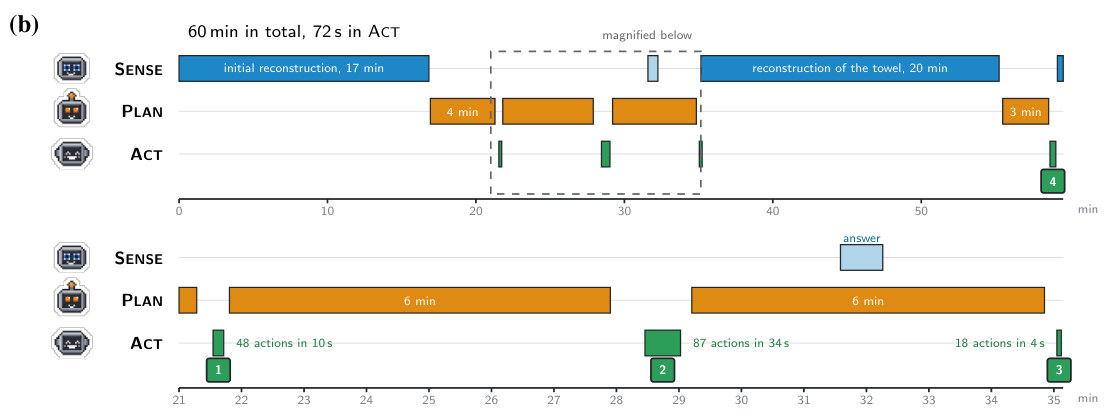 (b)
60 min in total, 72 s in ACT
magnified below
SENSE
initial reconstruction, 17 min
reconstruction of the towel, 20 min
PLAN
4 min
3 min
ACT
4
0 10 20 30 40 50 min
answer
SENSE
PLAN
6 min
6 min
ACT
48 actions in 10 s
87 actions in 34 s
18 actions in 4 s
1
2
3
21 22 23 24 25 26 27 28 29 30 31 32 33 34 35 min